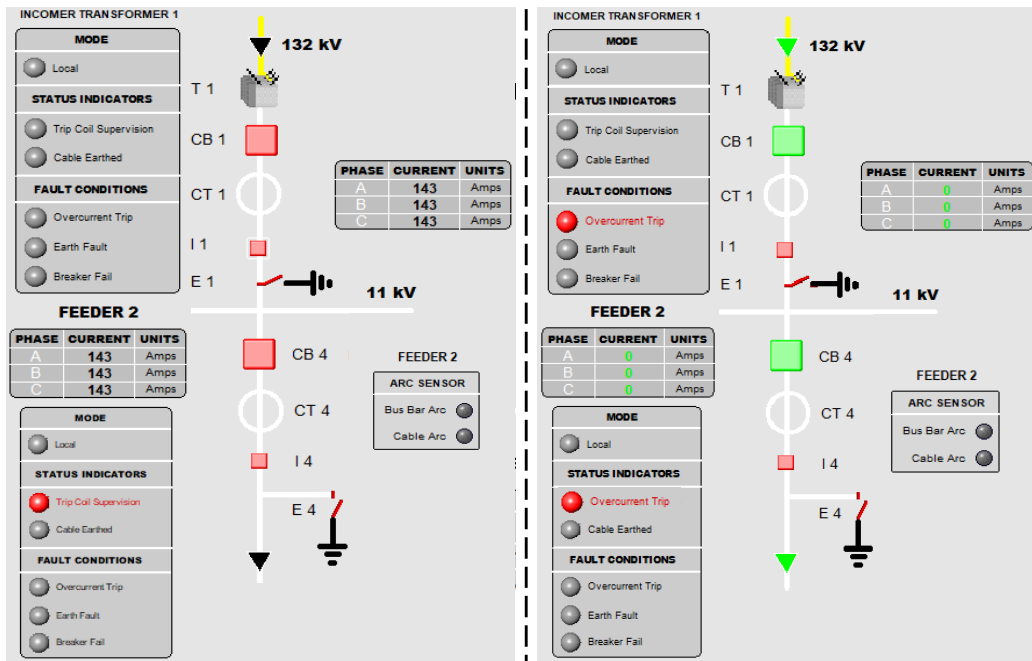 INCOMER TRANSFORMER 1
MODE
Local
STATUS INDICATORS
Trip Coil Supervision
Cable Earthed
FAULT CONDITIONS
Overcurrent Trip
Earth Fault
Breaker Fail
132 kV
T 1
CB 1
CT 1
PHASE CURRENT UNITS
A 143 Amps
B 143 Amps
C 143 Amps
I 1
E 1
11 kV
FEEDER 2
PHASE CURRENT UNITS
A 143 Amps
B 143 Amps
C 143 Amps
CB 4
CT 4
I 4
E 4
FEEDER 2
ARC SENSOR
Bus Bar Arc
Cable Arc
MODE
Local
STATUS INDICATORS
Trip Coil Supervision
Cable Earthed
FAULT CONDITIONS
Overcurrent Trip
Earth Fault
Breaker Fail
INCOMER TRANSFORMER 1
MODE
Local
STATUS INDICATORS
Trip Coil Supervision
Cable Earthed
FAULT CONDITIONS
Overcurrent Trip
Earth Fault
Breaker Fail
132 kV
T 1
CB 1
CT 1
PHASE CURRENT UNITS
A 0 Amps
B 0 Amps
C 0 Amps
I 1
E 1
11 kV
FEEDER 2
PHASE CURRENT UNITS
A 0 Amps
B 0 Amps
C 0 Amps
CB 4
CT 4
I 4
E 4
FEEDER 2
ARC SENSOR
Bus Bar Arc
Cable Arc
MODE
Local
STATUS INDICATORS
Overcurrent Trip
Cable Earthed
FAULT CONDITIONS
Overcurrent Trip
Earth Fault
Breaker Fail